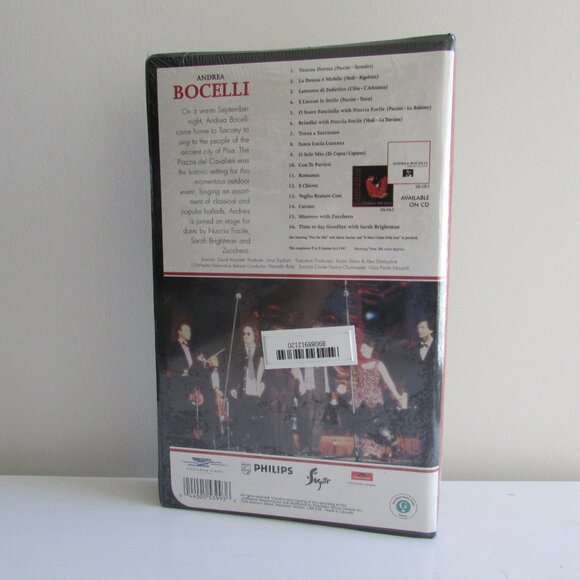 ANDREA
BOCELLI
On a warm September
night, Andrea Bocelli
came home to Tuscany to
sing to the people of the
ancient city of Pisa. The
Piazza dei Cavalieri was
the historic setting for this
momentous outdoor
event. Singing an assort-
ment of classical and
popular ballads, Andrea
is joined on stage for
duets by Nuccia Focile,
Sarah Brightman and
Zucchero
1. Nessun Dorma (Puccini - Turandot)
2. La Donna è Mobile (Verdi - Rigoletto)
3. Lamento di Federico (Cilea - L'Arlesiana)
4. E Lucean le Stelle (Puccini - Tosca)
5. O Soave Fanciulla with Nuccia Focile (Puccini - La Bohème)
6. Brindisi with Nuccia Focile (Verdi - La Traviata)
7. Torna a Surriento
8. Santa Lucia Luntana
9. O Sole Mio (Di Capua/Capurro)
10. Con Te Partirò
11. Romanza
12. E Chiove
13. Voglio Restare Così
14. Caruso
15. Miserere with Zucchero
16. Time to Say Goodbye with Sarah Brightman
ANDREA BOCELLI
AVAILABLE
ON CD
8908891 2120
POLYGRAM VIDEO
PHILIPS
Sugar